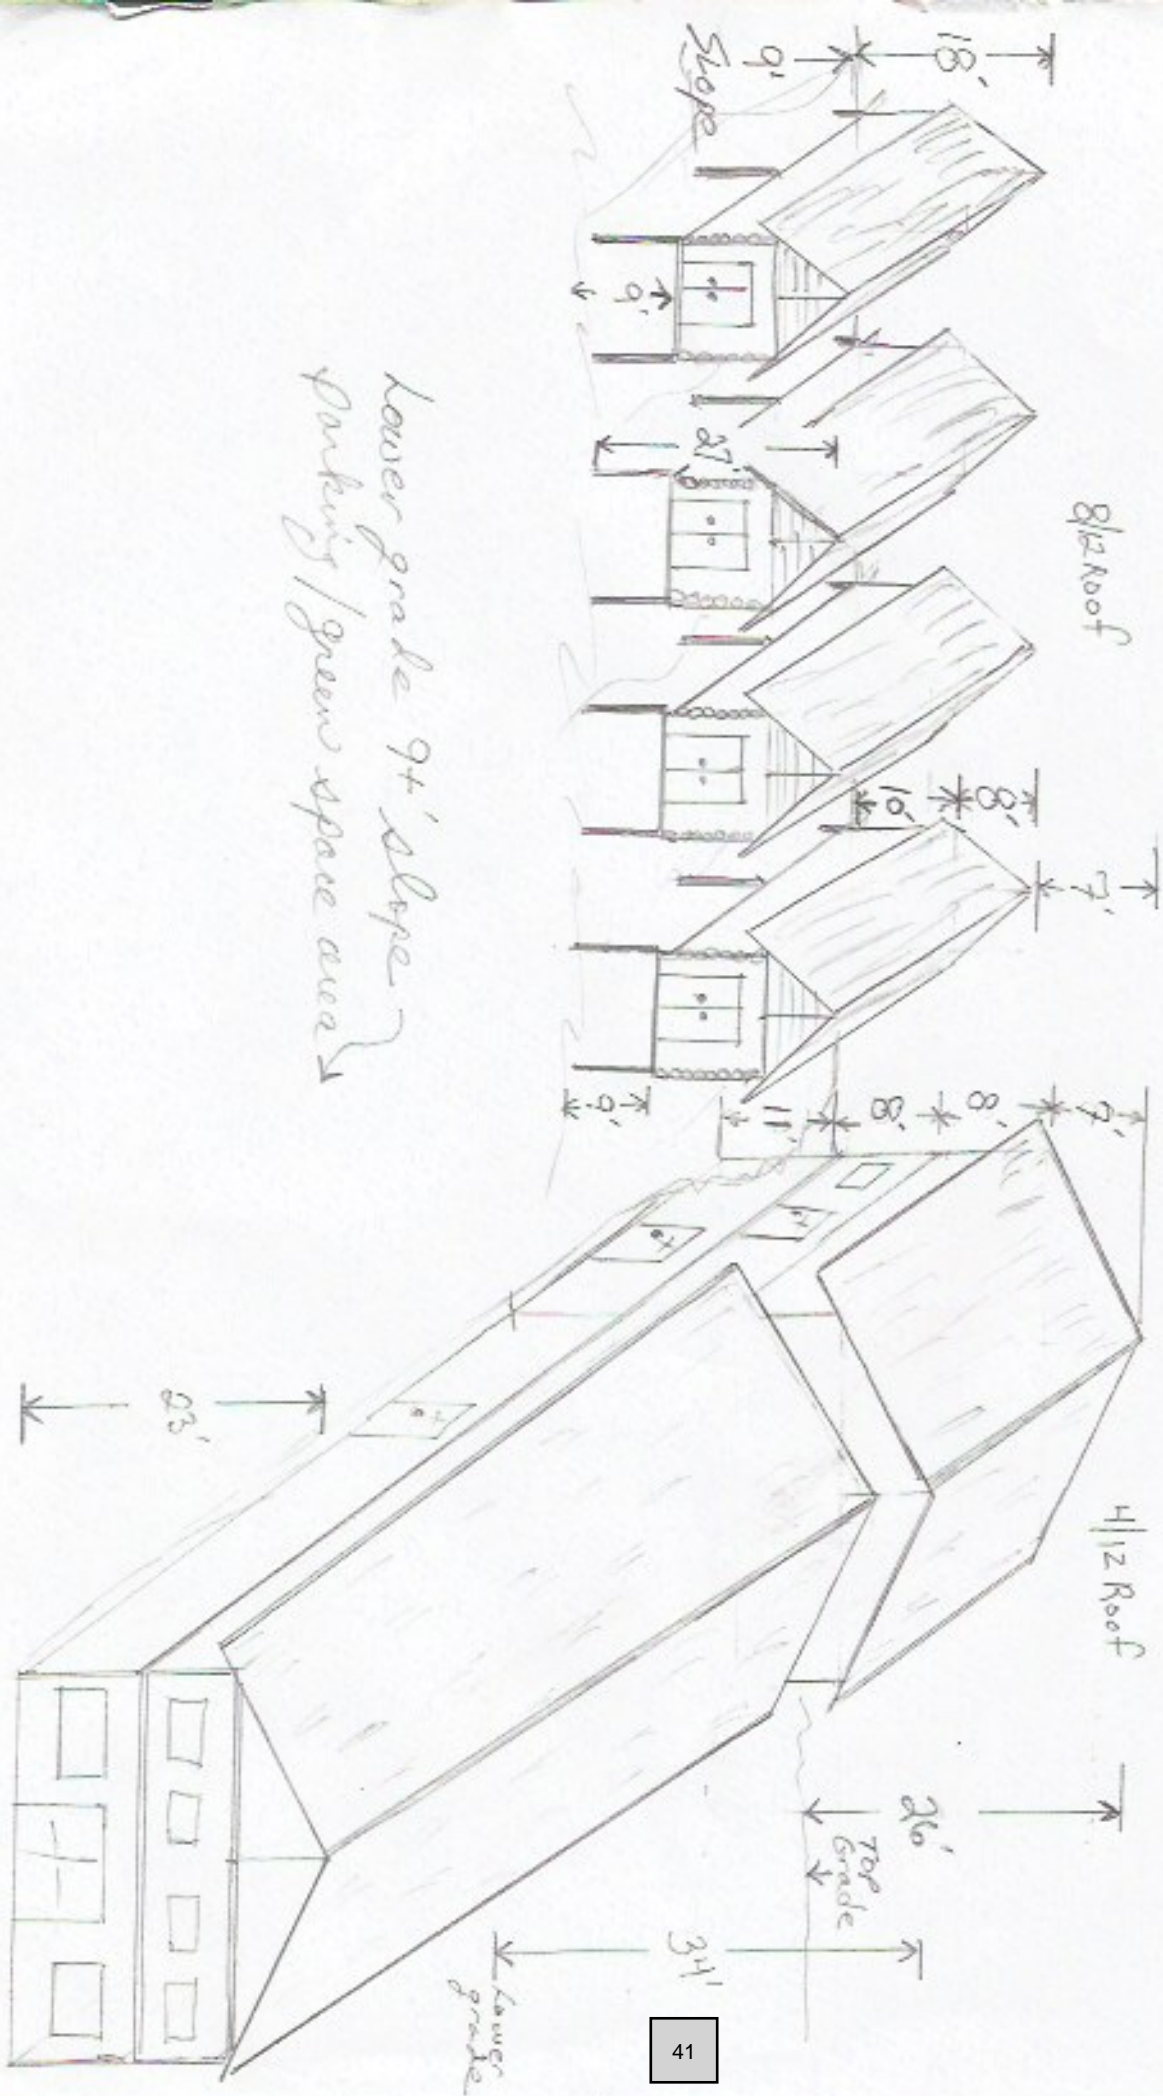 18'
9'
Slope
9'
8/12 Roof
27'
8'
10'
7'
Lower grade 9+' slope
parking / green space area
7'
8'
8'
11'
9'
4/12 Roof
23'
26'
Top
Grade
34'
Lower
grade
41